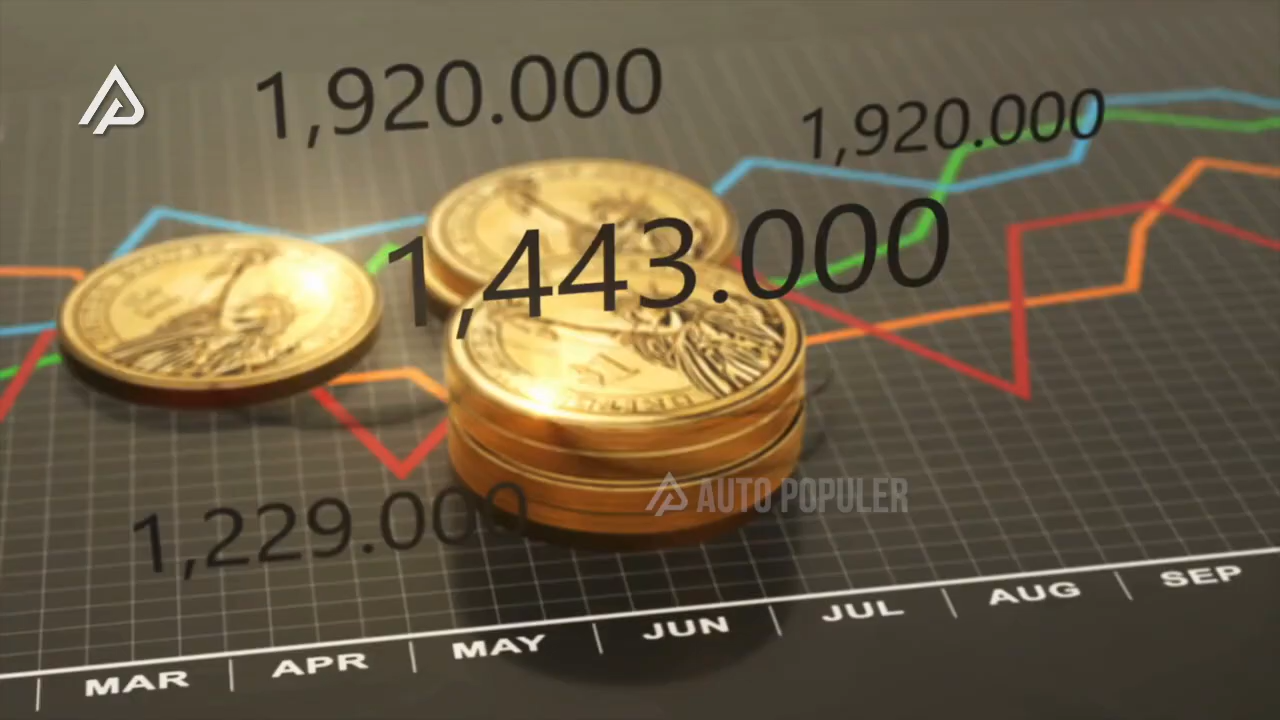 1,920.000
1,920.000
1,443.000
$1
1,229.000
AUTO POPULER
MAR | APR | MAY | JUN | JUL | AUG | SEP